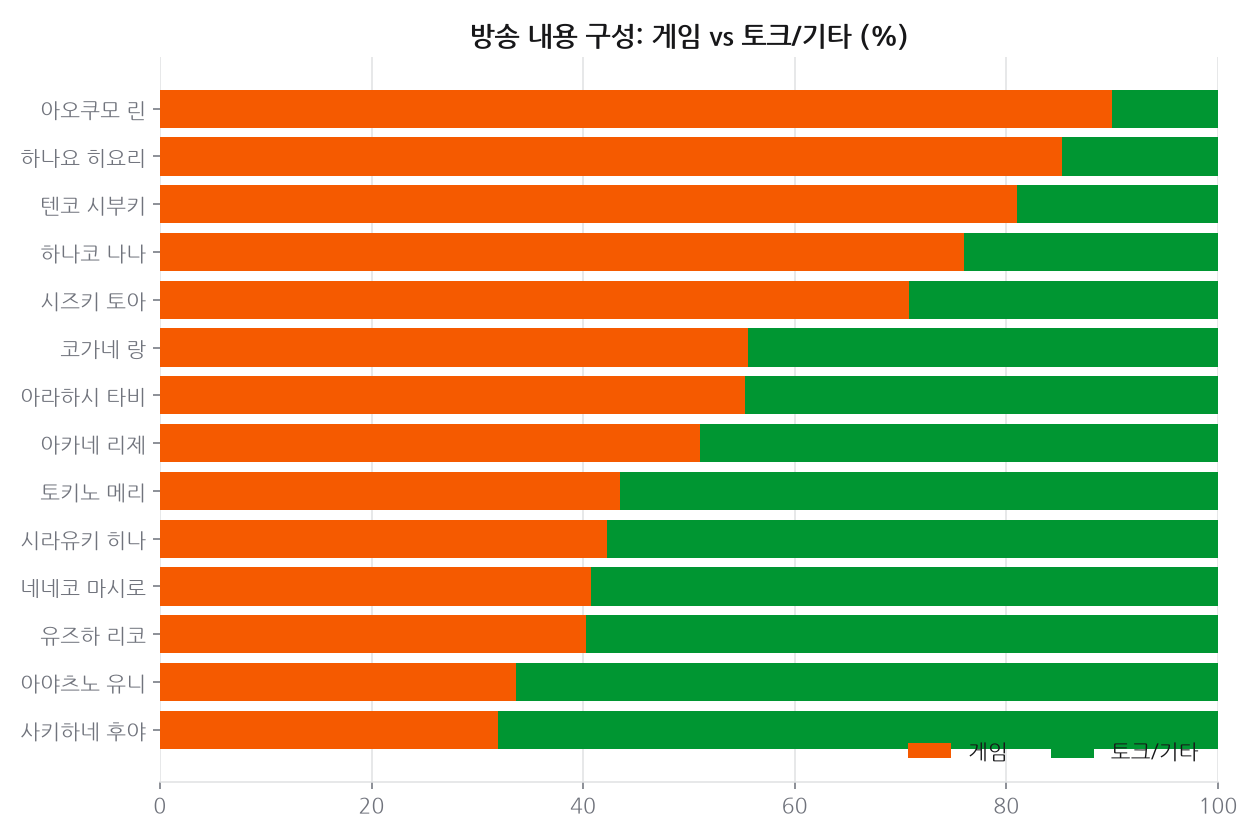 방송 내용 구성: 게임 vs 토크/기타 (%)
아오쿠모 린
하나요 히요리
텐코 시부키
하나코 나나
시즈키 토아
코가네 랑
아라하시 타비
아카네 리제
토키노 메리
시라유키 히나
네네코 마시로
유즈하 리코
아야츠노 유니
사키하네 후야
게임 토크/기타
0 20 40 60 80 100